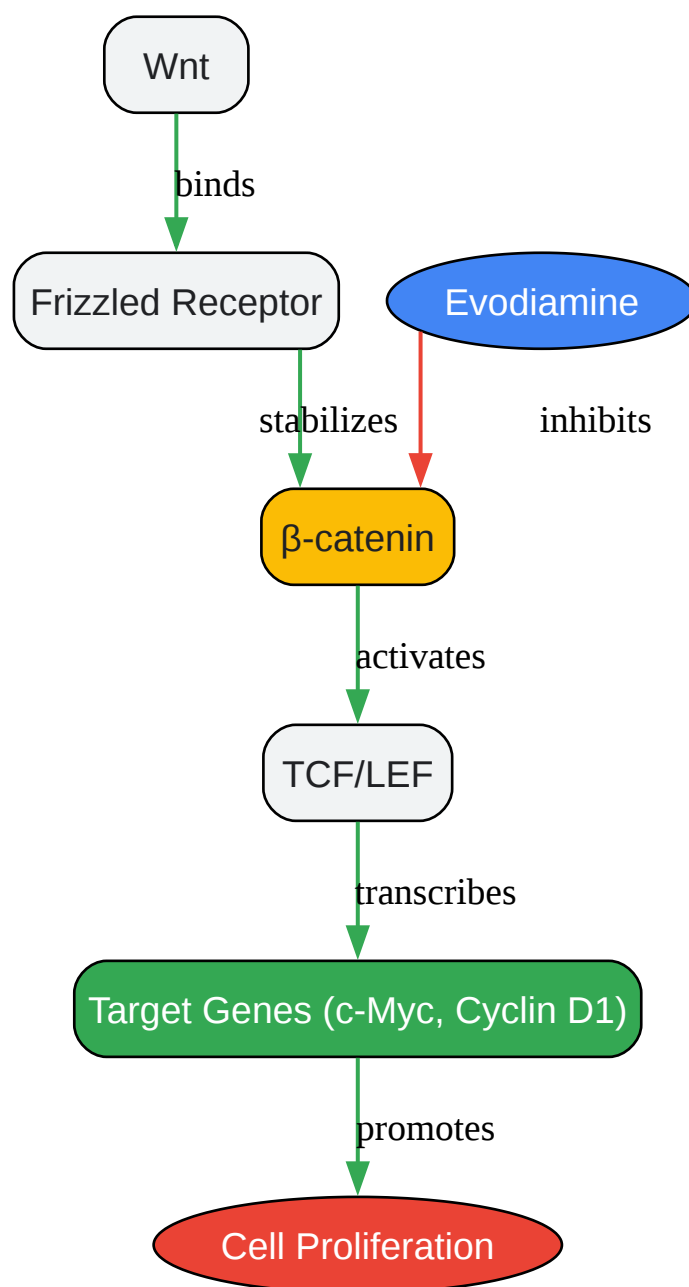 Wnt
binds
Frizzled Receptor
Evodiamine
stabilizes
inhibits
β-catenin
activates
TCF/LEF
transcribes
Target Genes (c-Myc, Cyclin D1)
promotes
Cell Proliferation